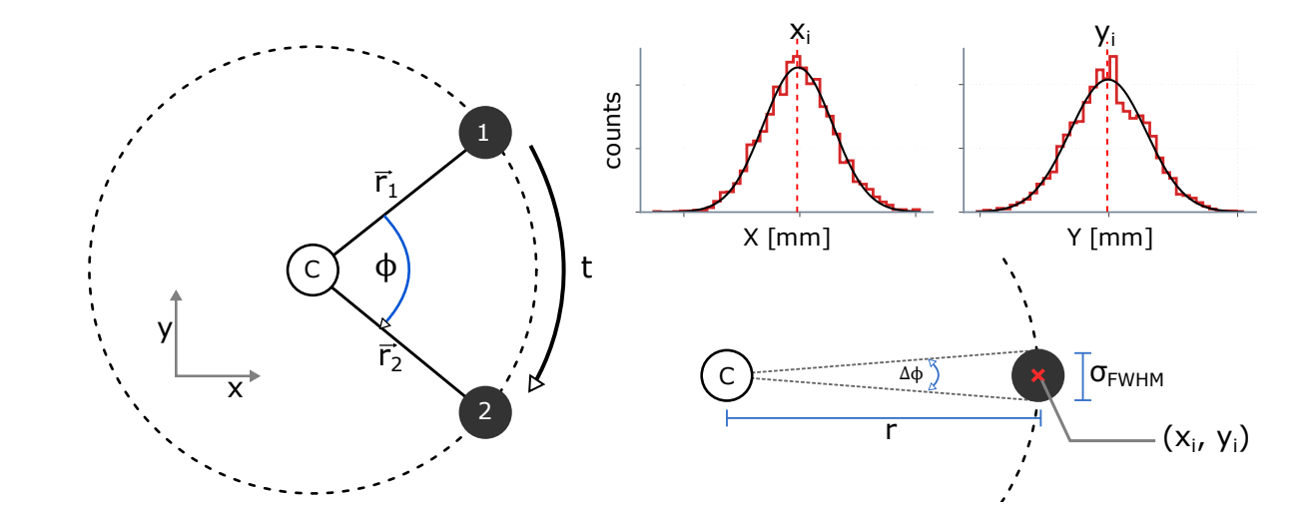 1
r⃗₁
C
ϕ
t
r⃗₂
2
y
x
xᵢ
counts
X [mm]
yᵢ
Y [mm]
C
Δϕ
σFWHM
r
(xᵢ, yᵢ)